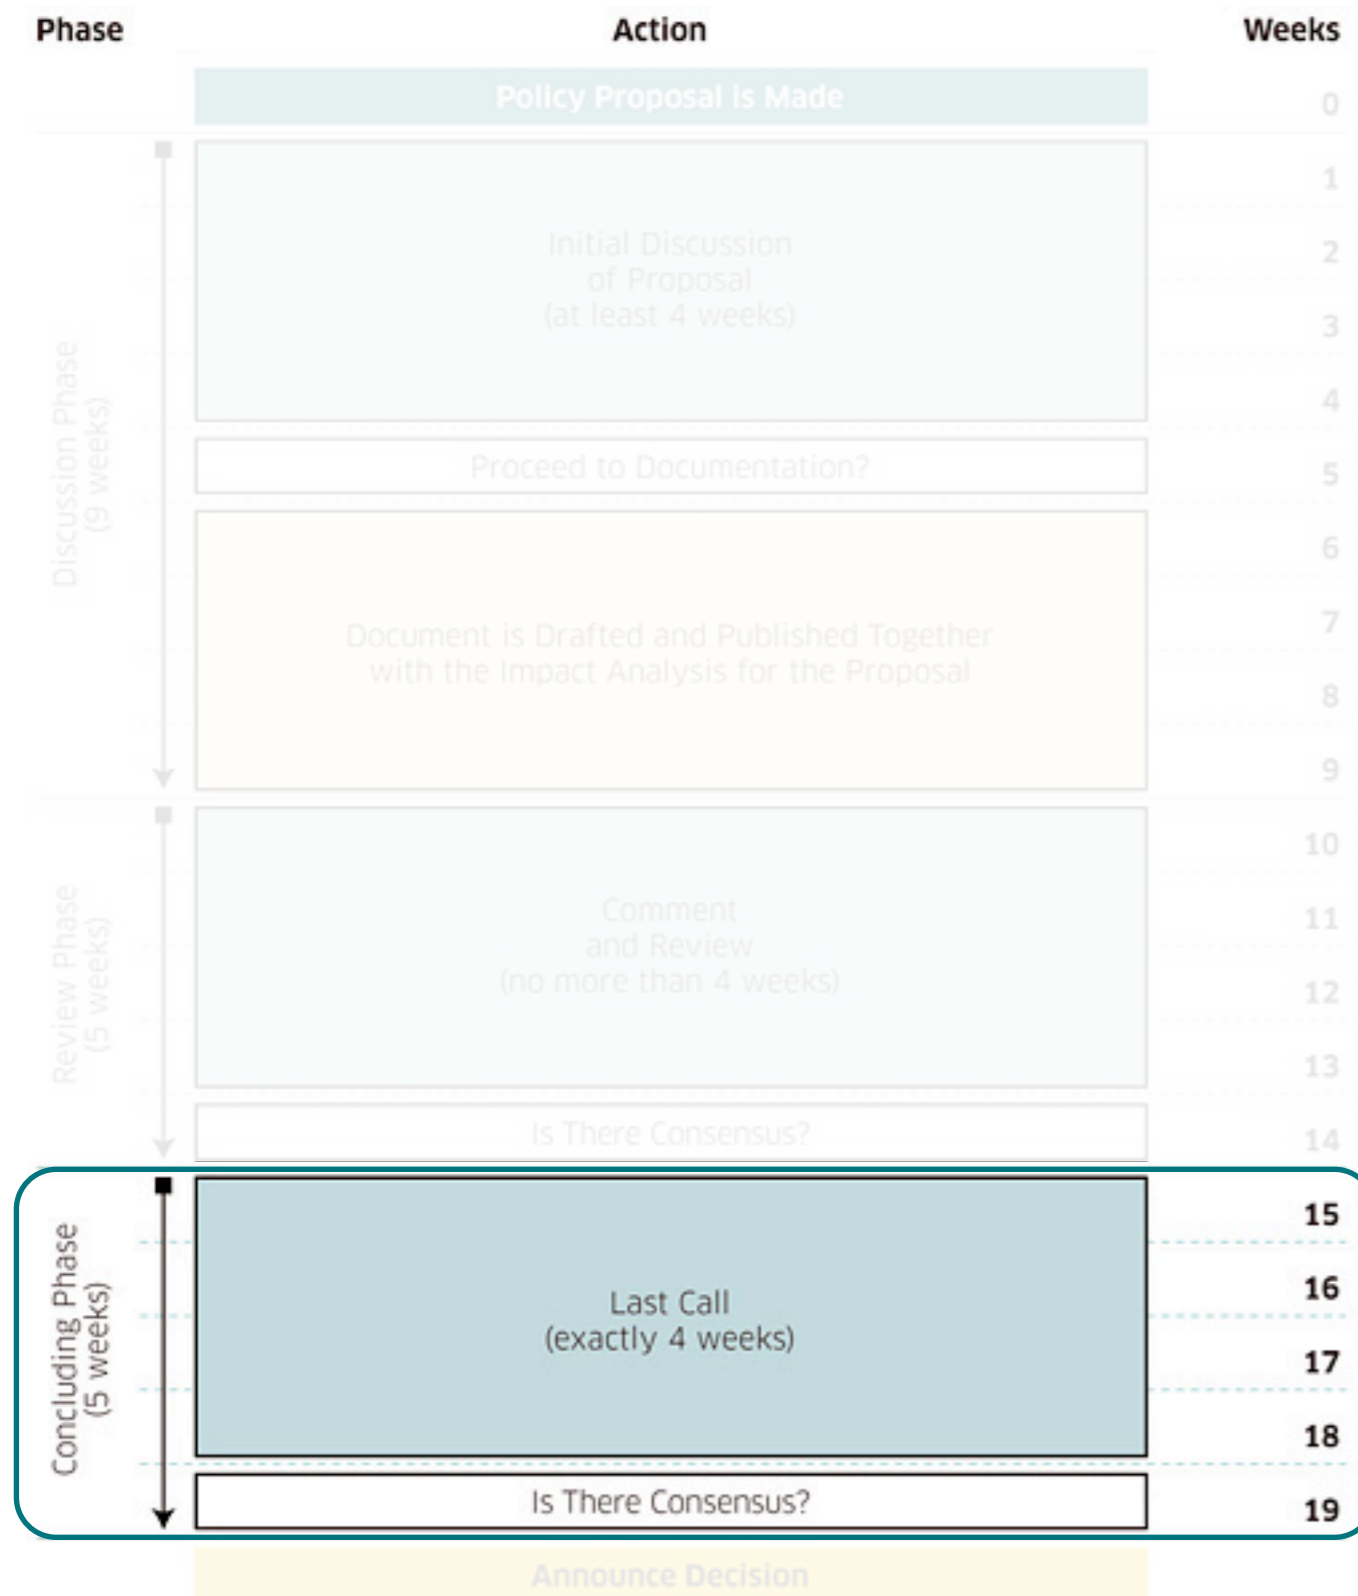 Phase Action Weeks
Policy Proposal is Made 0
Discussion Phase
(9 weeks)
1
Initial Discussion
of Proposal
(at least 4 weeks)
2
3
4
Proceed to Documentation? 5
6
Document is Drafted and Published Together
with the Impact Analysis for the Proposal
7
8
9
Review Phase
(5 weeks)
10
Comment
and Review
(no more than 4 weeks)
11
12
13
Is There Consensus? 14
Concluding Phase
(5 weeks)
15
Last Call
(exactly 4 weeks)
16
17
18
Is There Consensus? 19
Announce Decision